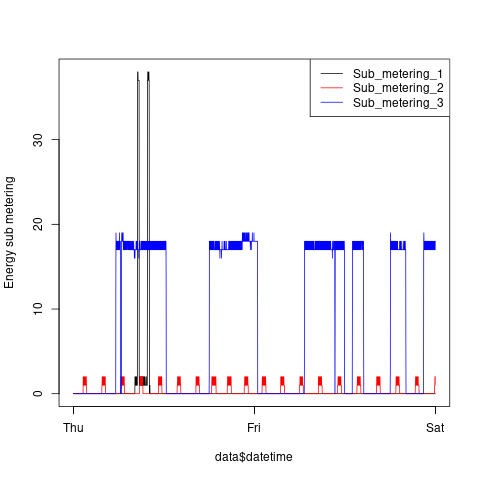 Sub_metering_1
Sub_metering_2
Sub_metering_3
Energy sub metering
30
20
10
0
Thu
Fri
Sat
data$datetime